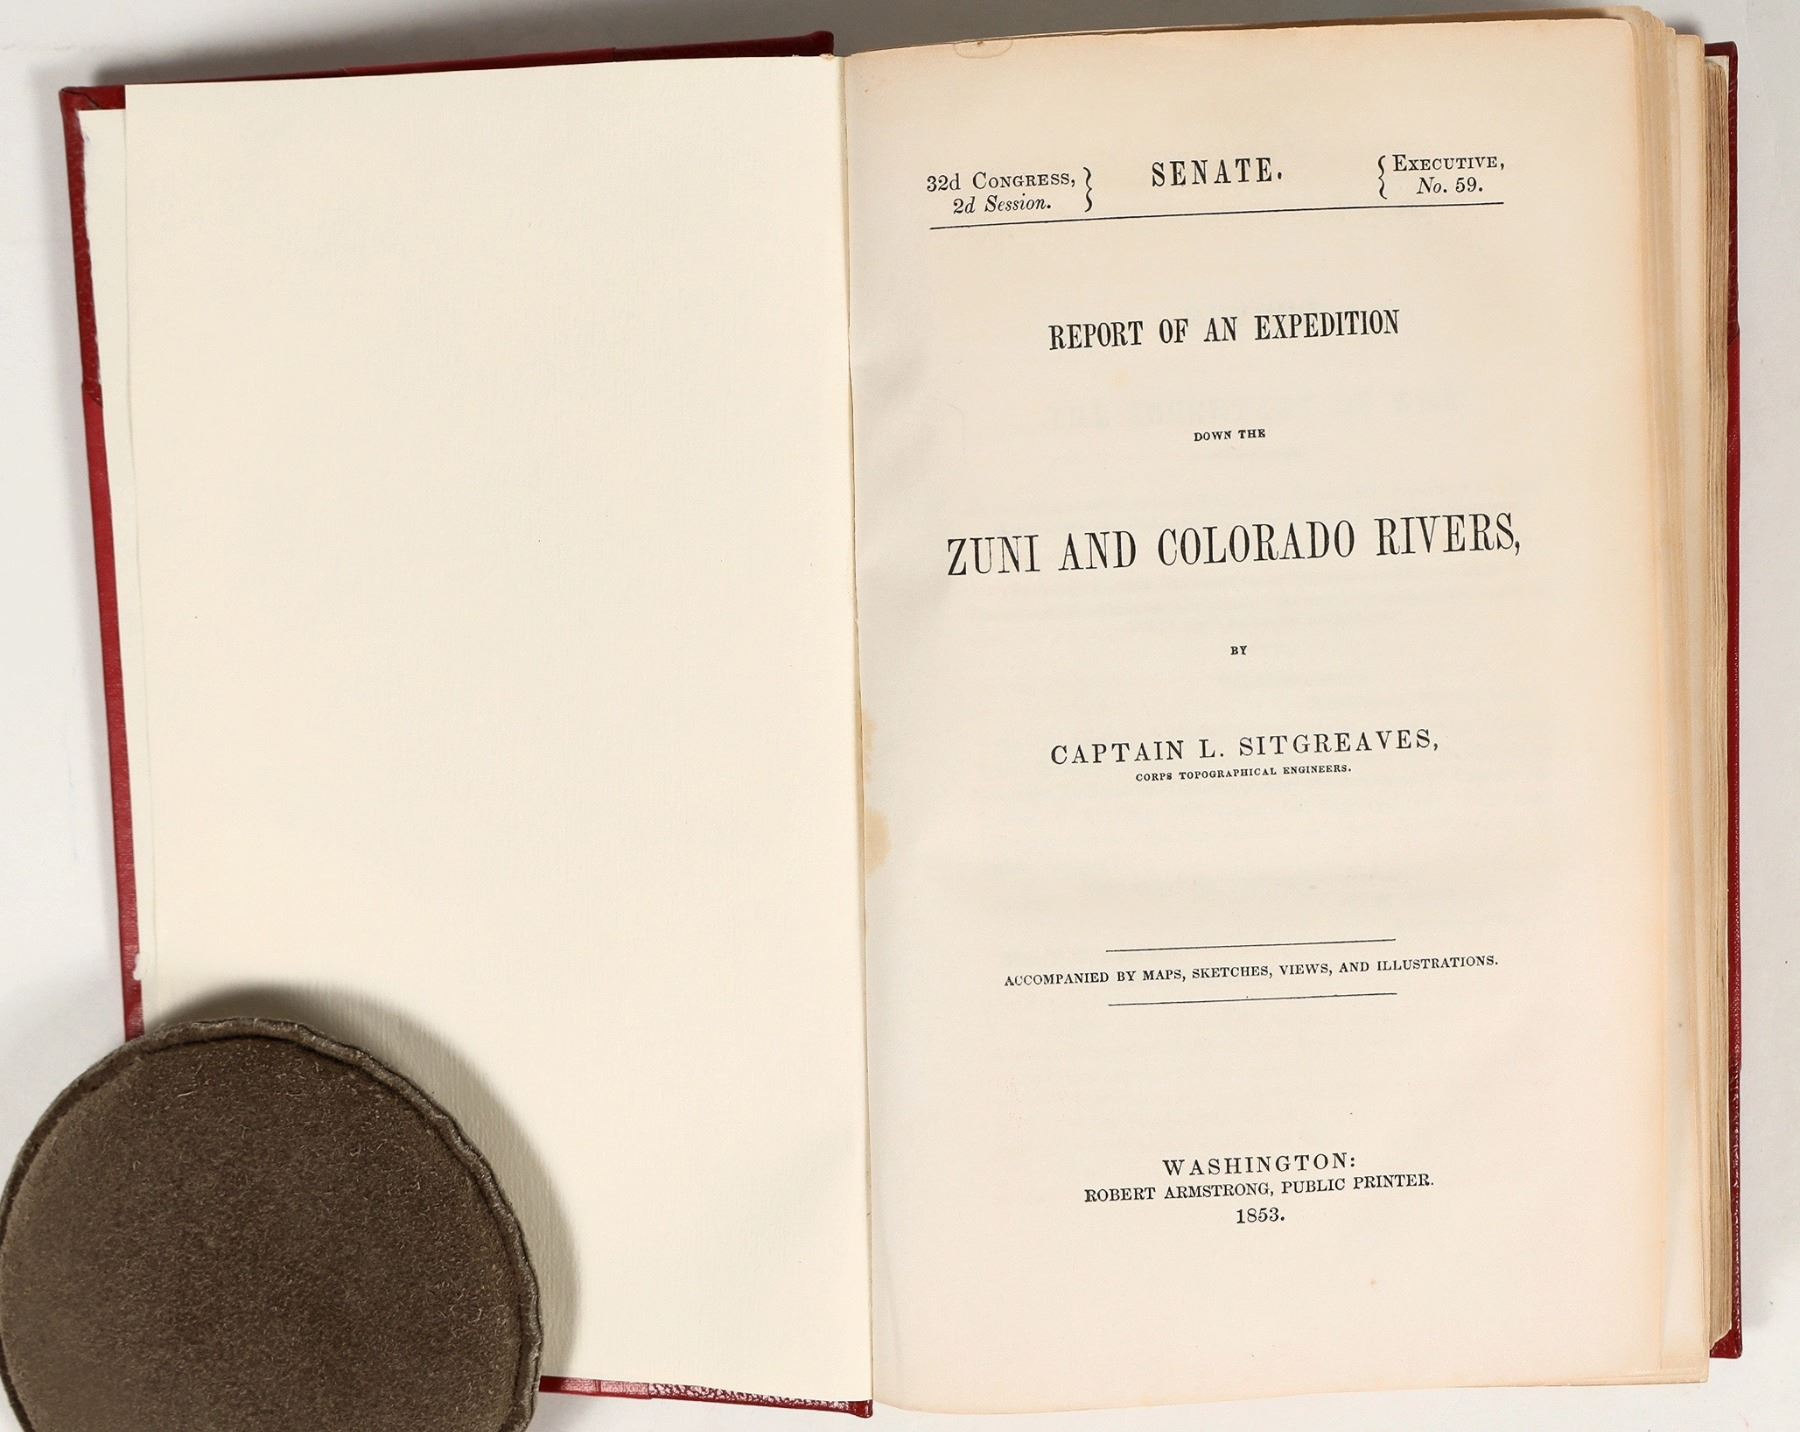 32d Congress, } SENATE. { Executive,
2d Session. No. 59.
REPORT OF AN EXPEDITION
DOWN THE
ZUNI AND COLORADO RIVERS,
BY
CAPTAIN L. SITGREAVES,
CORPS TOPOGRAPHICAL ENGINEERS.
ACCOMPANIED BY MAPS, SKETCHES, VIEWS, AND ILLUSTRATIONS.
WASHINGTON:
ROBERT ARMSTRONG, PUBLIC PRINTER.
1853.